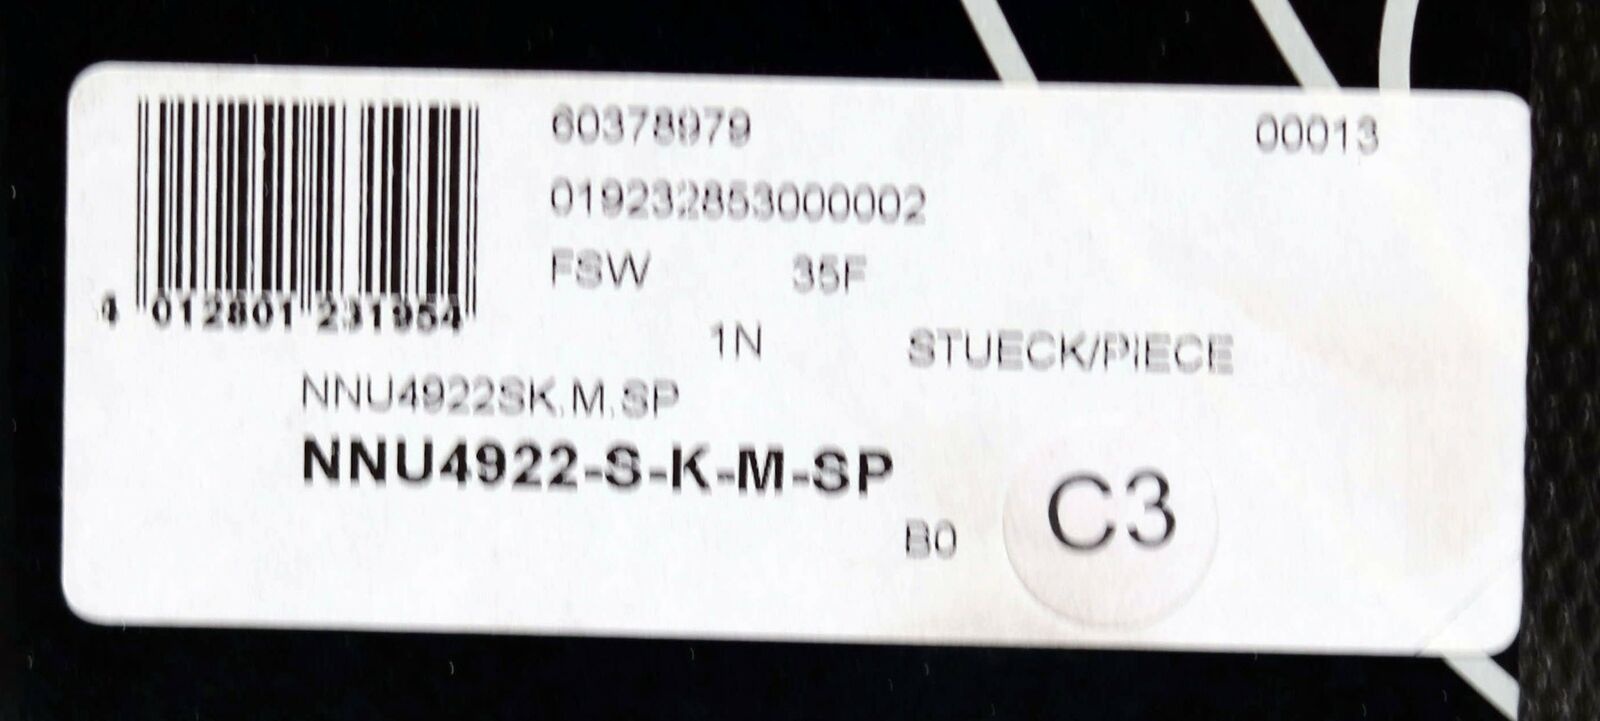 60378979 00013
019232853000002
FSW 35F
4 012801 231954
1N STUECK/PIECE
NNU4922SK.M.SP
NNU4922-S-K-M-SP
B0 C3